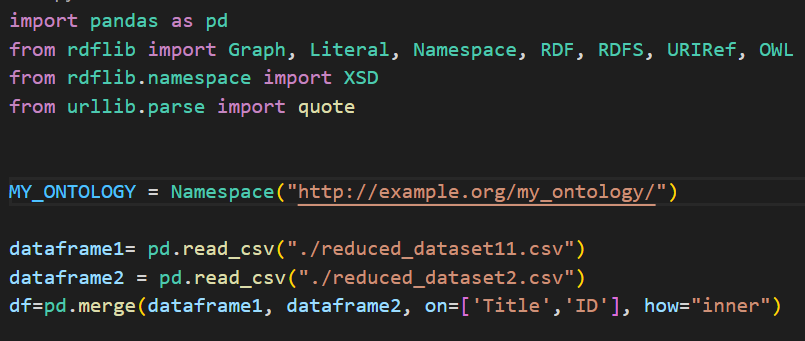 import pandas as pd
from rdflib import Graph, Literal, Namespace, RDF, RDFS, URIRef, OWL
from rdflib.namespace import XSD
from urllib.parse import quote
MY_ONTOLOGY = Namespace("http://example.org/my_ontology/")
dataframe1= pd.read_csv("./reduced_dataset11.csv")
dataframe2 = pd.read_csv("./reduced_dataset2.csv")
df=pd.merge(dataframe1, dataframe2, on=['Title','ID'], how="inner")